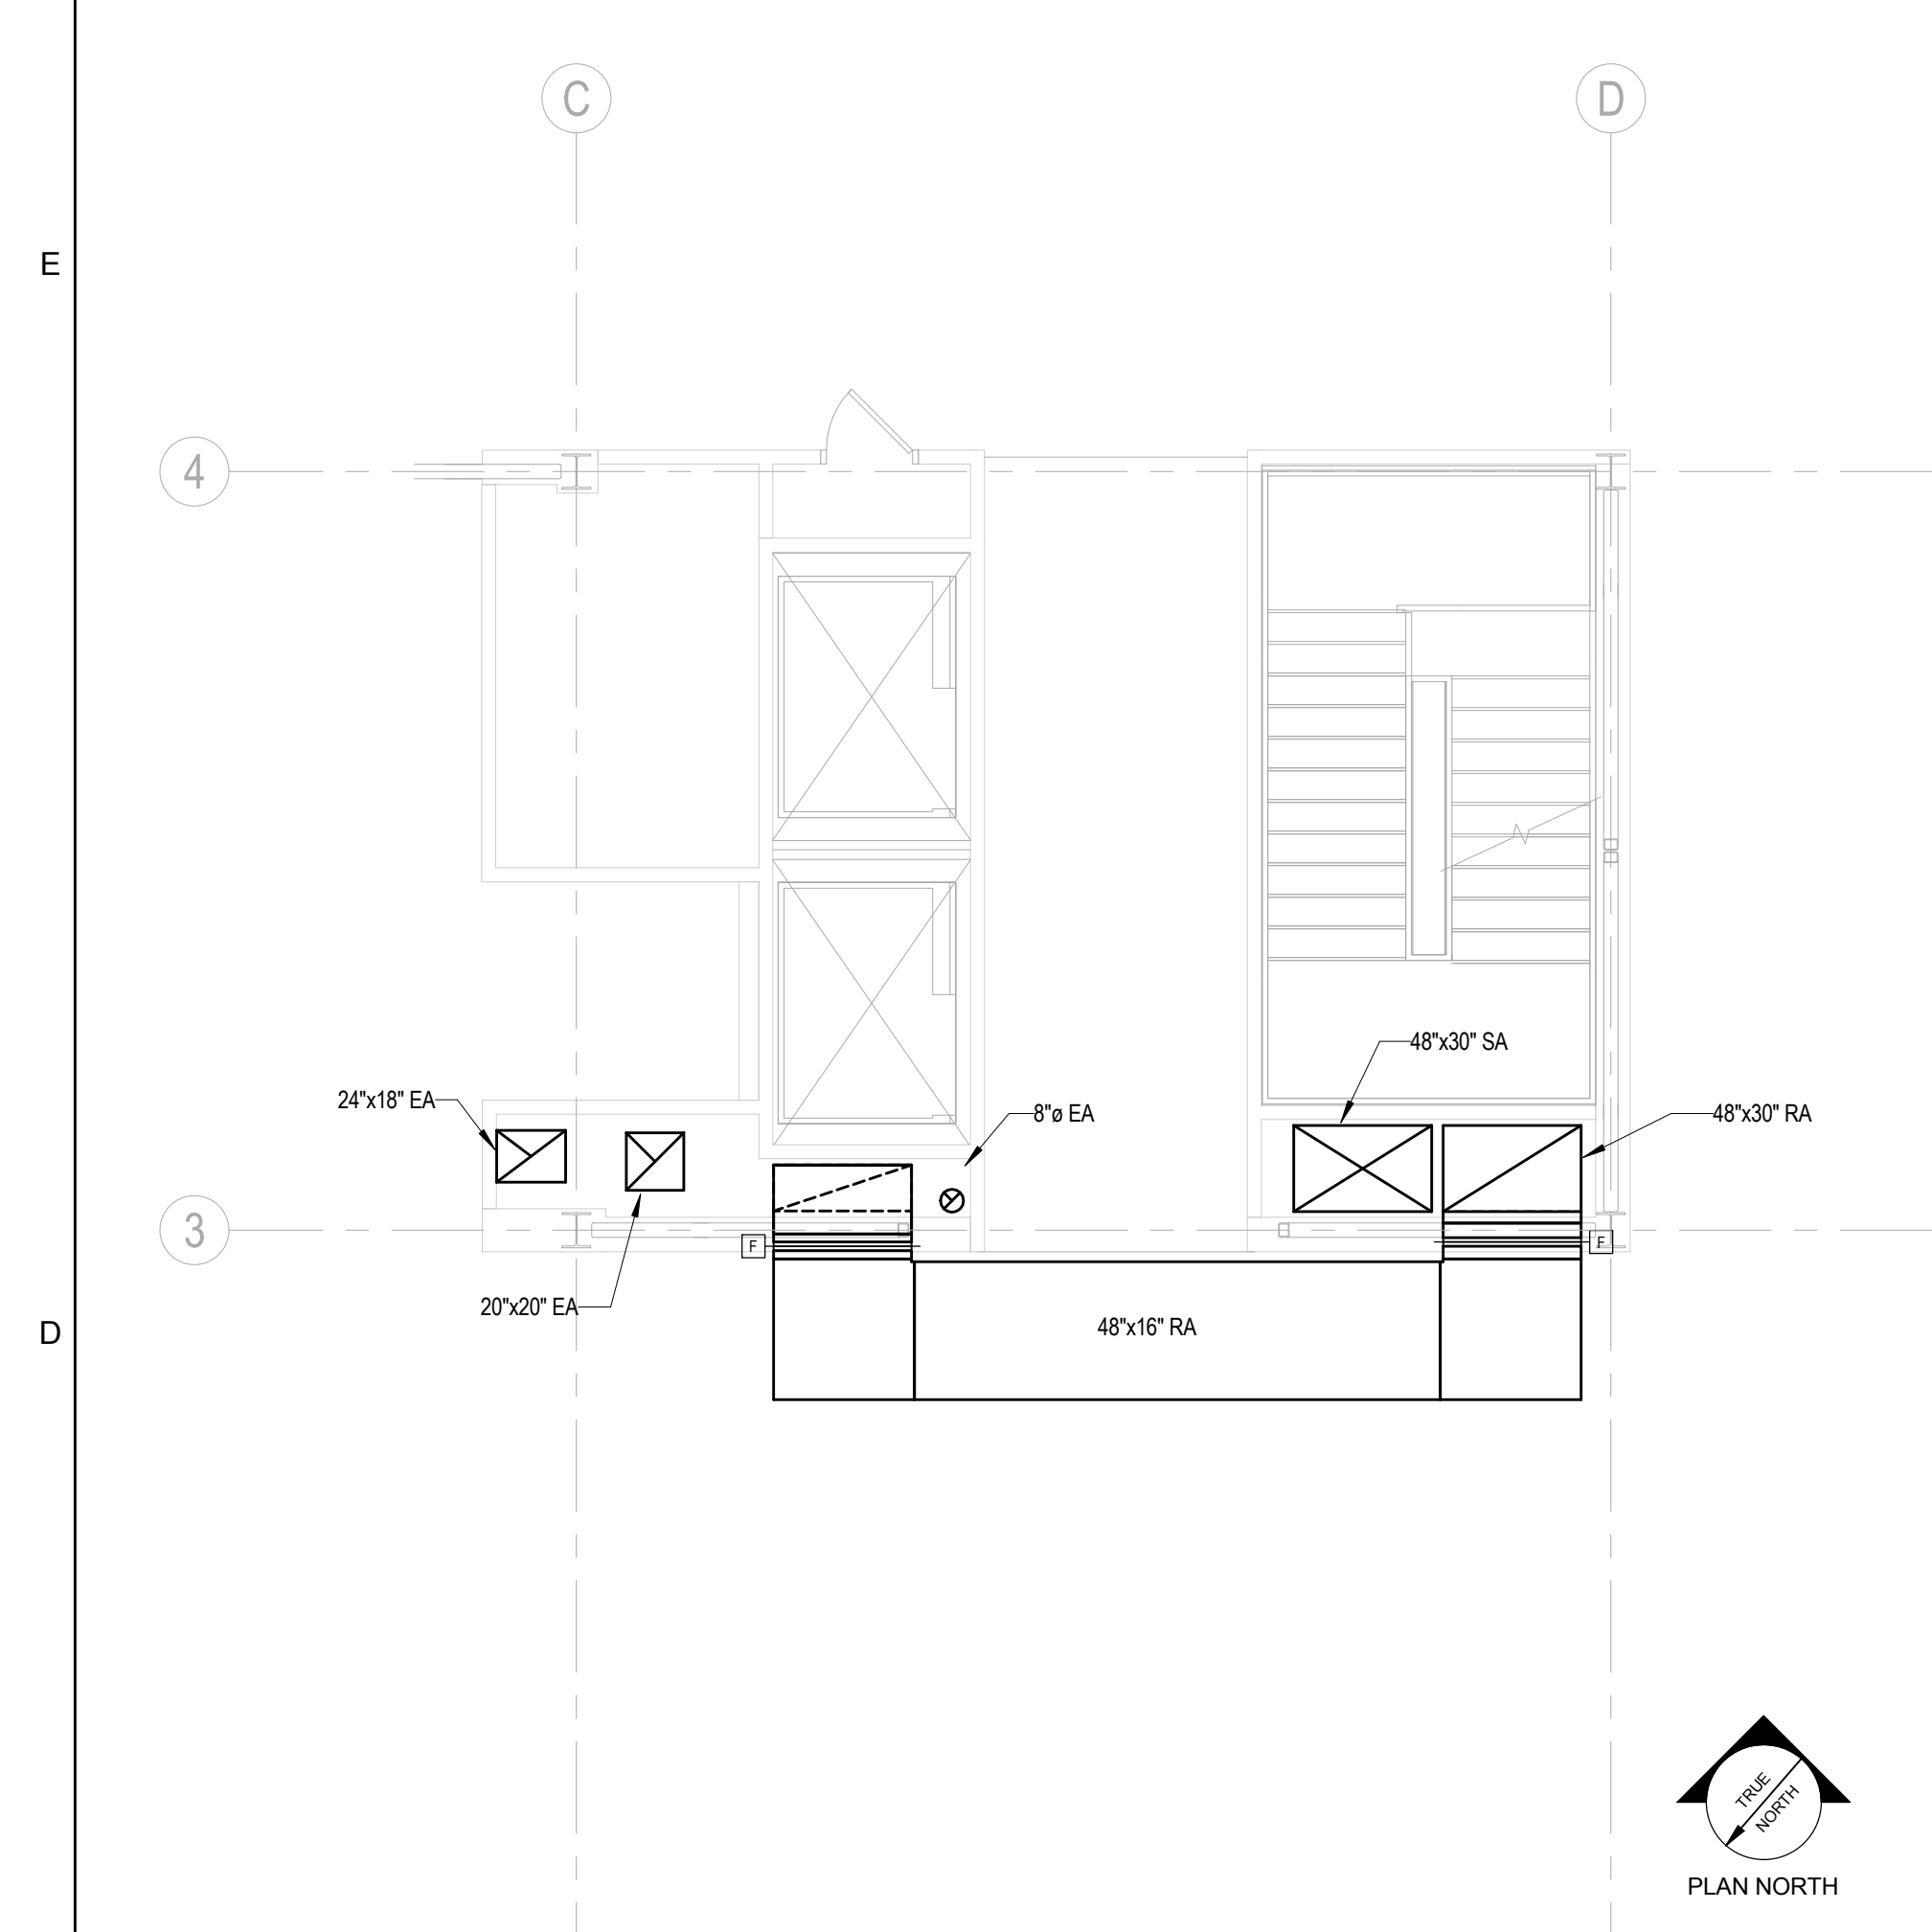 C
D
E
4
48"x30" SA
24"x18" EA
8"ø EA
48"x30" RA
3
F
F
20"x20" EA
48"x16" RA
D
TRUE
NORTH
PLAN NORTH